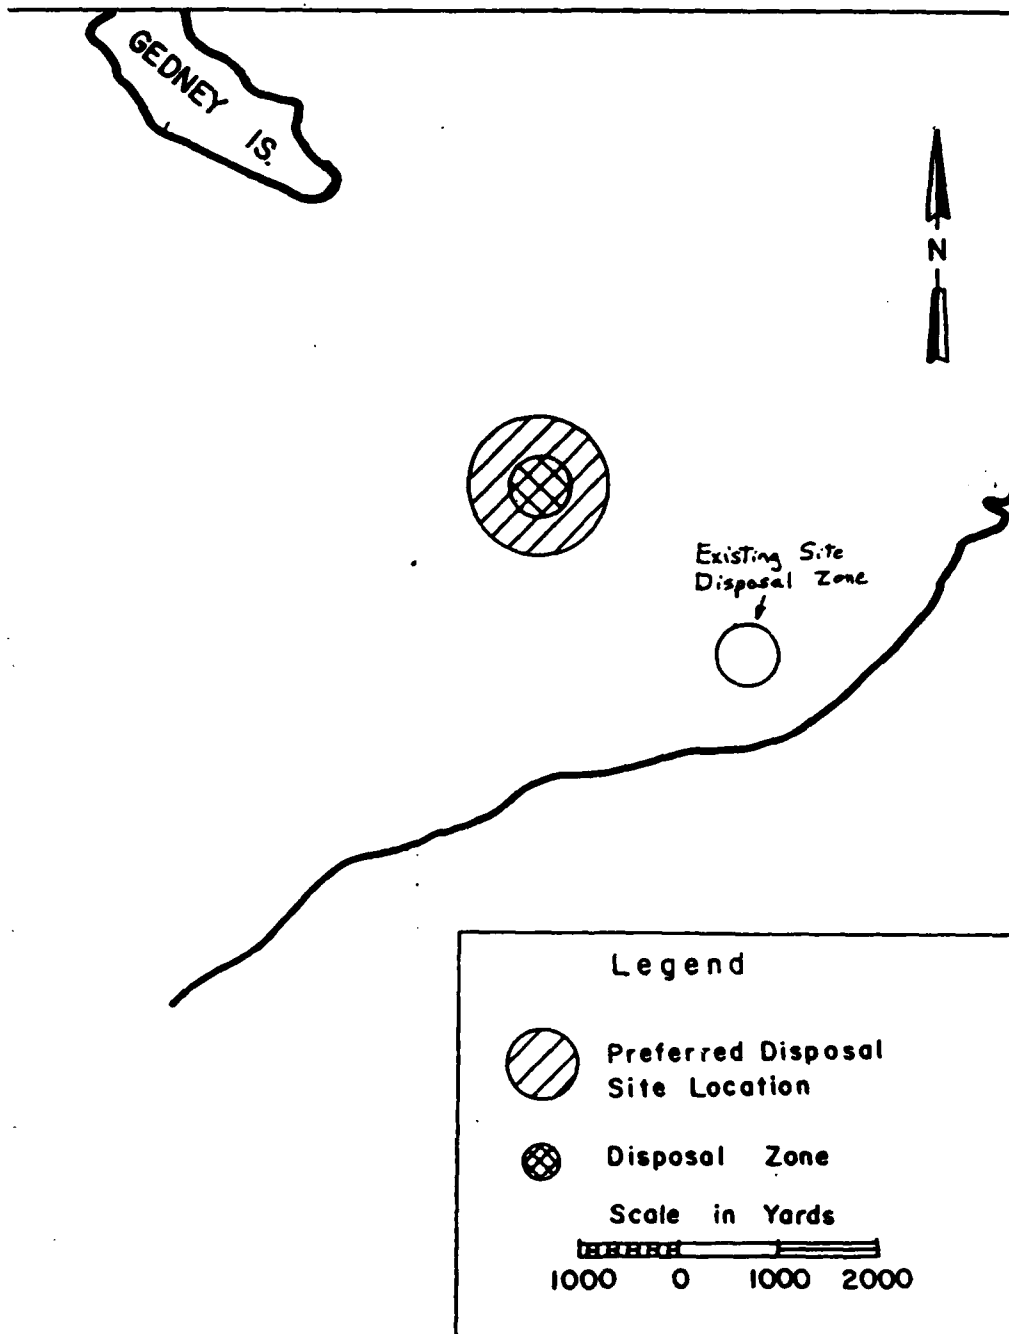 GEDNEY IS.
N
Existing Site
Disposal Zone
Legend
Preferred Disposal
Site Location
Disposal Zone
Scale in Yards
1000 0 1000 2000